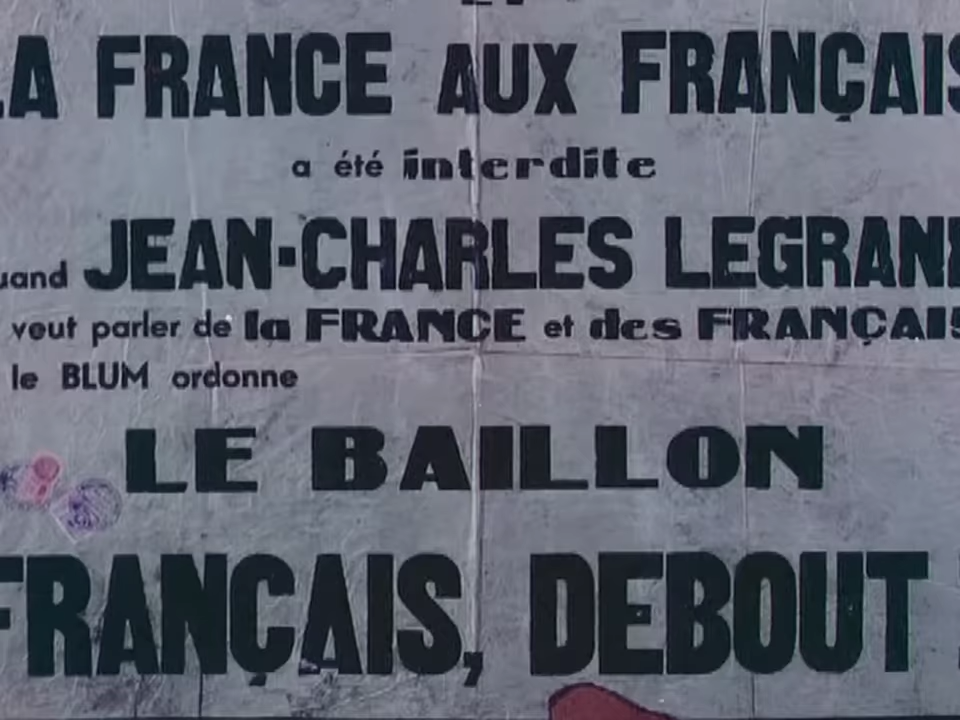 LA FRANCE AUX FRANÇAIS
a été interdite
uand JEAN-CHARLES LEGRAND
veut parler de la FRANCE et des FRANÇAIS
le BLUM ordonne
LE BAILLON
FRANÇAIS, DEBOUT !